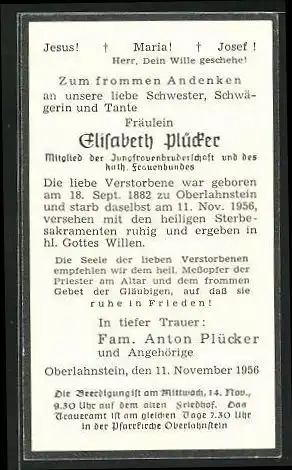 Jesus! † Maria! † Josef!
Herr, Dein Wille geschehe!
Zum frommen Andenken
an unsere liebe Schwester, Schwä-
gerin und Tante
Fräulein
Elisabeth Plücker
Mitglied der Jungfrauenbruderschaft und des
kath. Frauenbundes
Die liebe Verstorbene war geboren
am 18. Sept. 1882 zu Oberlahnstein
und starb daselbst am 11. Nov. 1956,
versehen mit den heiligen Sterbe-
sakramenten ruhig und ergeben in
hl. Gottes Willen.
Die Seele der lieben Verstorbenen
empfehlen wir dem heil. Meßopfer der
Priester am Altar und dem frommen
Gebet der Gläubigen, auf daß sie
ruhe in Frieden!
In tiefer Trauer:
Fam. Anton Plücker
und Angehörige
Oberlahnstein, den 11. November 1956
Die Beerdigung ist am Mittwoch, 14. Nov.,
9.30 Uhr auf dem alten Friedhof. Das
Traueramt ist am gleichen Tage 7.30 Uhr
in der Pfarrkirche Oberlahnstein